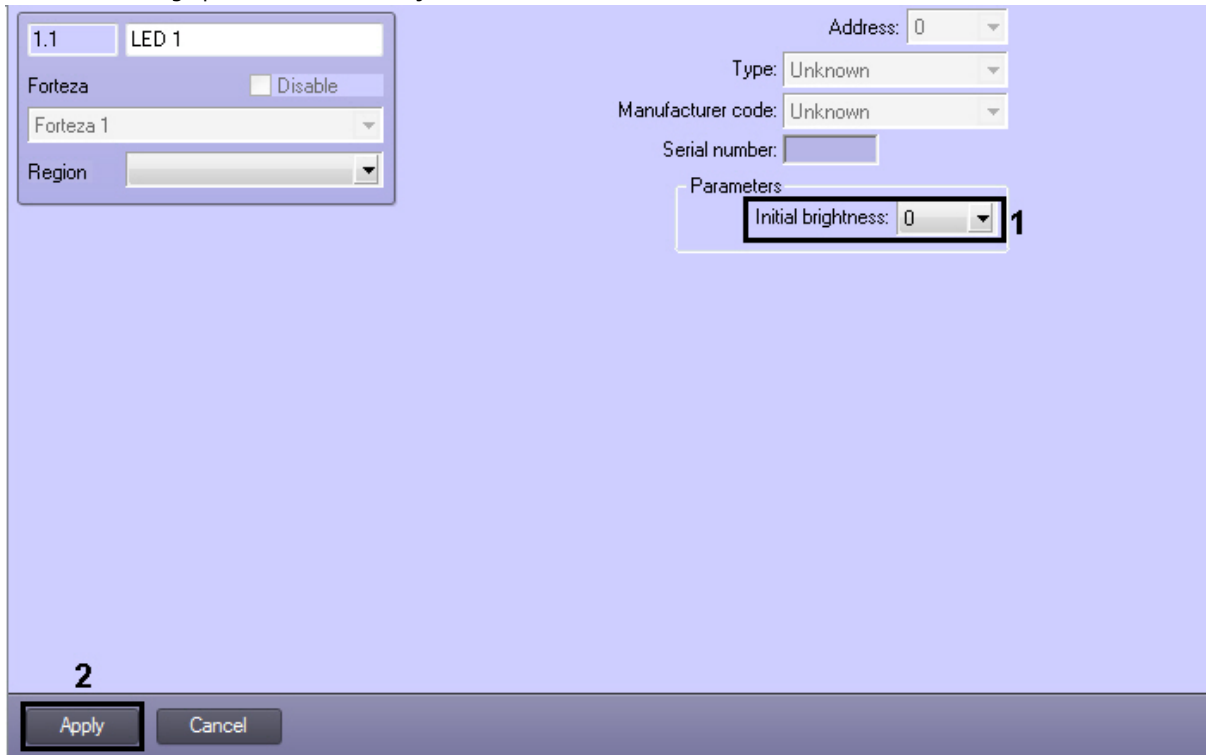 1.1 LED 1
Forteza Disable
Forteza 1
Region
Address: 0
Type: Unknown
Manufacturer code: Unknown
Serial number:
Parameters
Initial brightness: 0 1
2
Apply Cancel